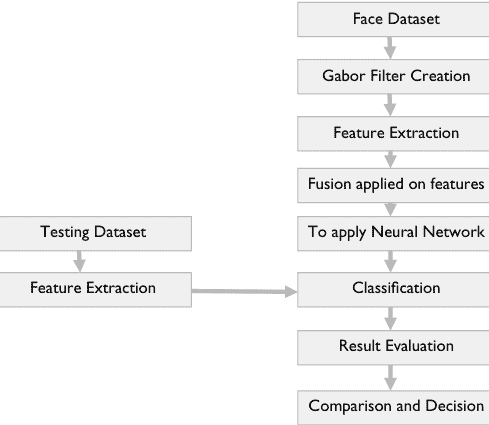 Face Dataset
Gabor Filter Creation
Feature Extraction
Fusion applied on features
Testing Dataset
To apply Neural Network
Feature Extraction
Classification
Result Evaluation
Comparison and Decision